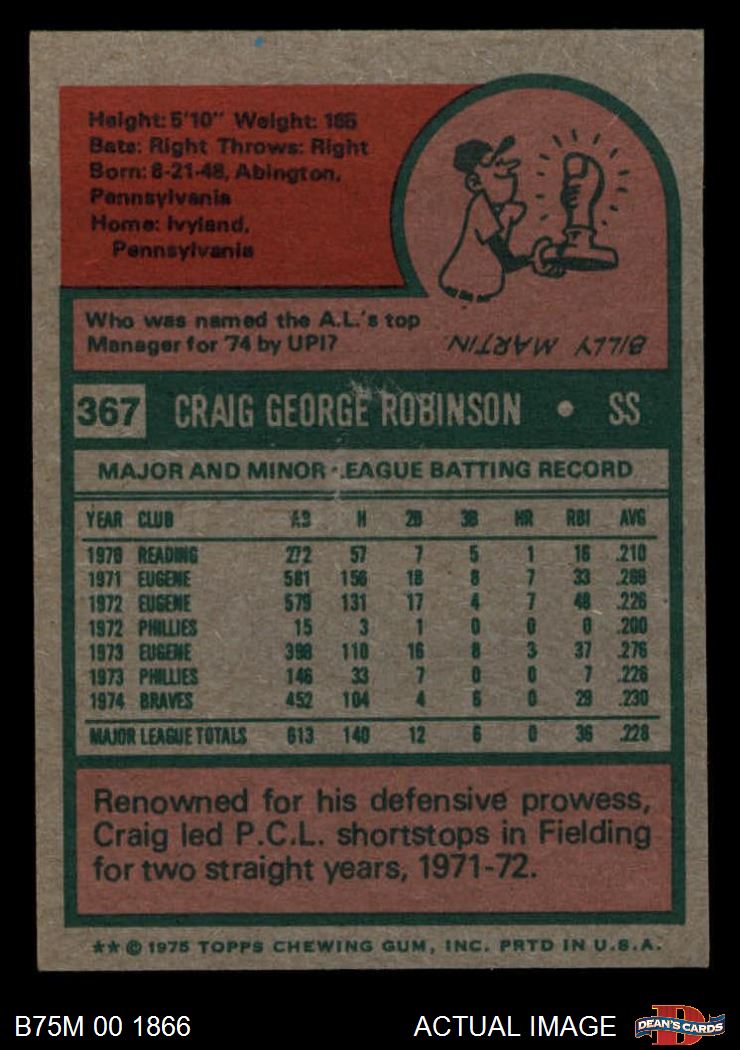 Height: 5'10" Weight: 165
Bats: Right Throws: Right
Born: 8-21-48, Abington,
Pennsylvania
Home: Ivyland,
Pennsylvania
Who was named the A.L.'s top
Manager for '74 by UPI?
BILLY MARTIN
367 CRAIG GEORGE ROBINSON • SS
MAJOR AND MINOR LEAGUE BATTING RECORD
YEAR CLUB AB H 2B 3B HR RBI AVG
1970 READING 272 57 7 5 1 16 .210
1971 EUGENE 581 156 18 8 7 33 .269
1972 EUGENE 579 131 17 4 7 48 .226
1972 PHILLIES 15 3 1 0 0 0 .200
1973 EUGENE 398 110 16 8 3 37 .276
1973 PHILLIES 146 33 7 0 0 7 .226
1974 BRAVES 452 104 4 6 0 29 .230
MAJOR LEAGUE TOTALS 613 140 12 6 0 36 .228
Renowned for his defensive prowess,
Craig led P.C.L. shortstops in Fielding
for two straight years, 1971-72.
** © 1975 TOPPS CHEWING GUM, INC. PRTD IN U.S.A.
B75M 00 1866 ACTUAL IMAGE DEAN'S CARDS